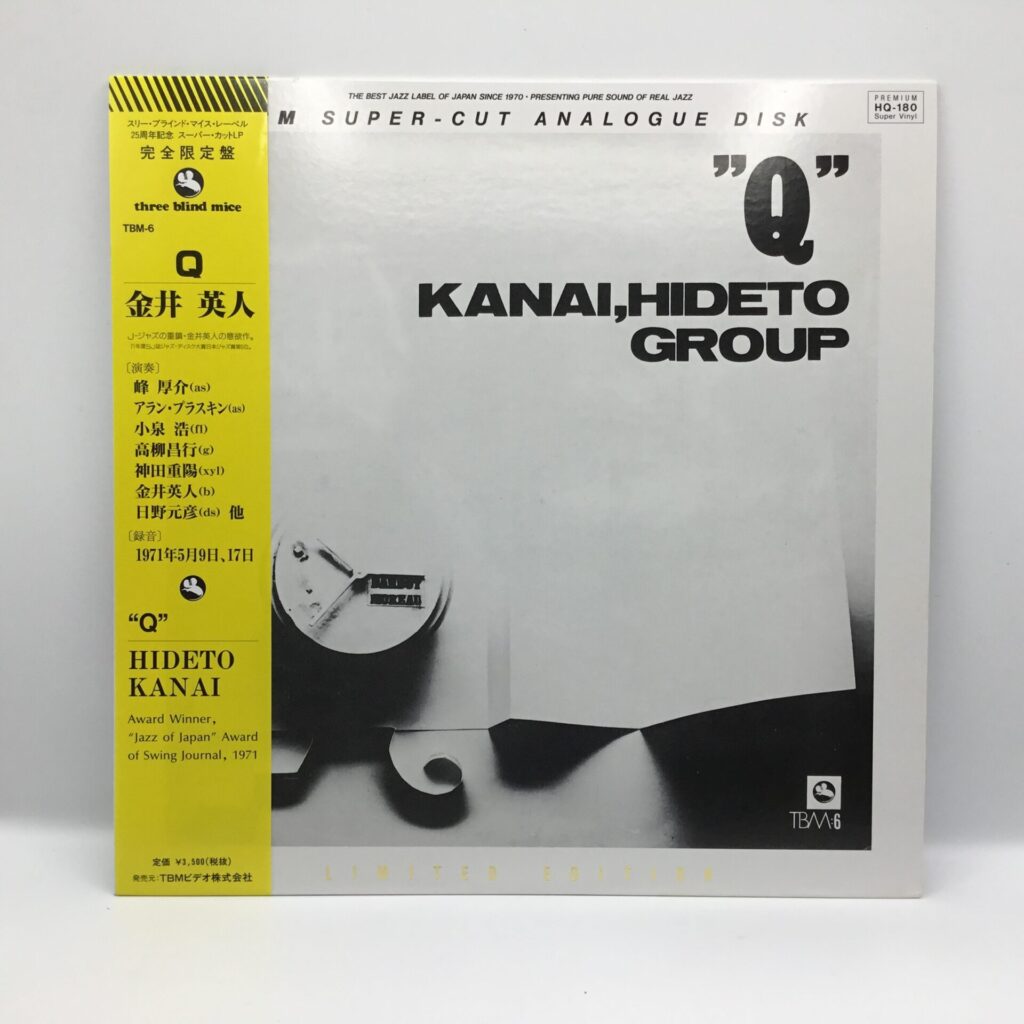 スリー・ブラインド・マイス・レーベル
25周年記念 スーパー・カットLP
完全限定盤
three blind mice
TBM-6
Q
金井 英人
J-ジャズの重鎮・金井英人の意欲作。
〔演奏〕
峰 厚介(as)
アラン・プラスキン(as)
小泉 浩(fl)
高柳昌行(g)
神田重陽(xyl)
金井英人(b)
日野元彦(ds) 他
〔録音〕
1971年5月9日、17日
“Q”
HIDETO
KANAI
Award Winner,
“Jazz of Japan” Award
of Swing Journal, 1971
定価 ¥3,500(税抜)
発売元:TBMビデオ株式会社
THE BEST JAZZ LABEL OF JAPAN SINCE 1970・PRESENTING PURE SOUND OF REAL JAZZ
M SUPER-CUT ANALOGUE DISK
PREMIUM
HQ-180
Super Vinyl
”Q”
KANAI,HIDETO
GROUP
TBM:6
LIMITED EDITION